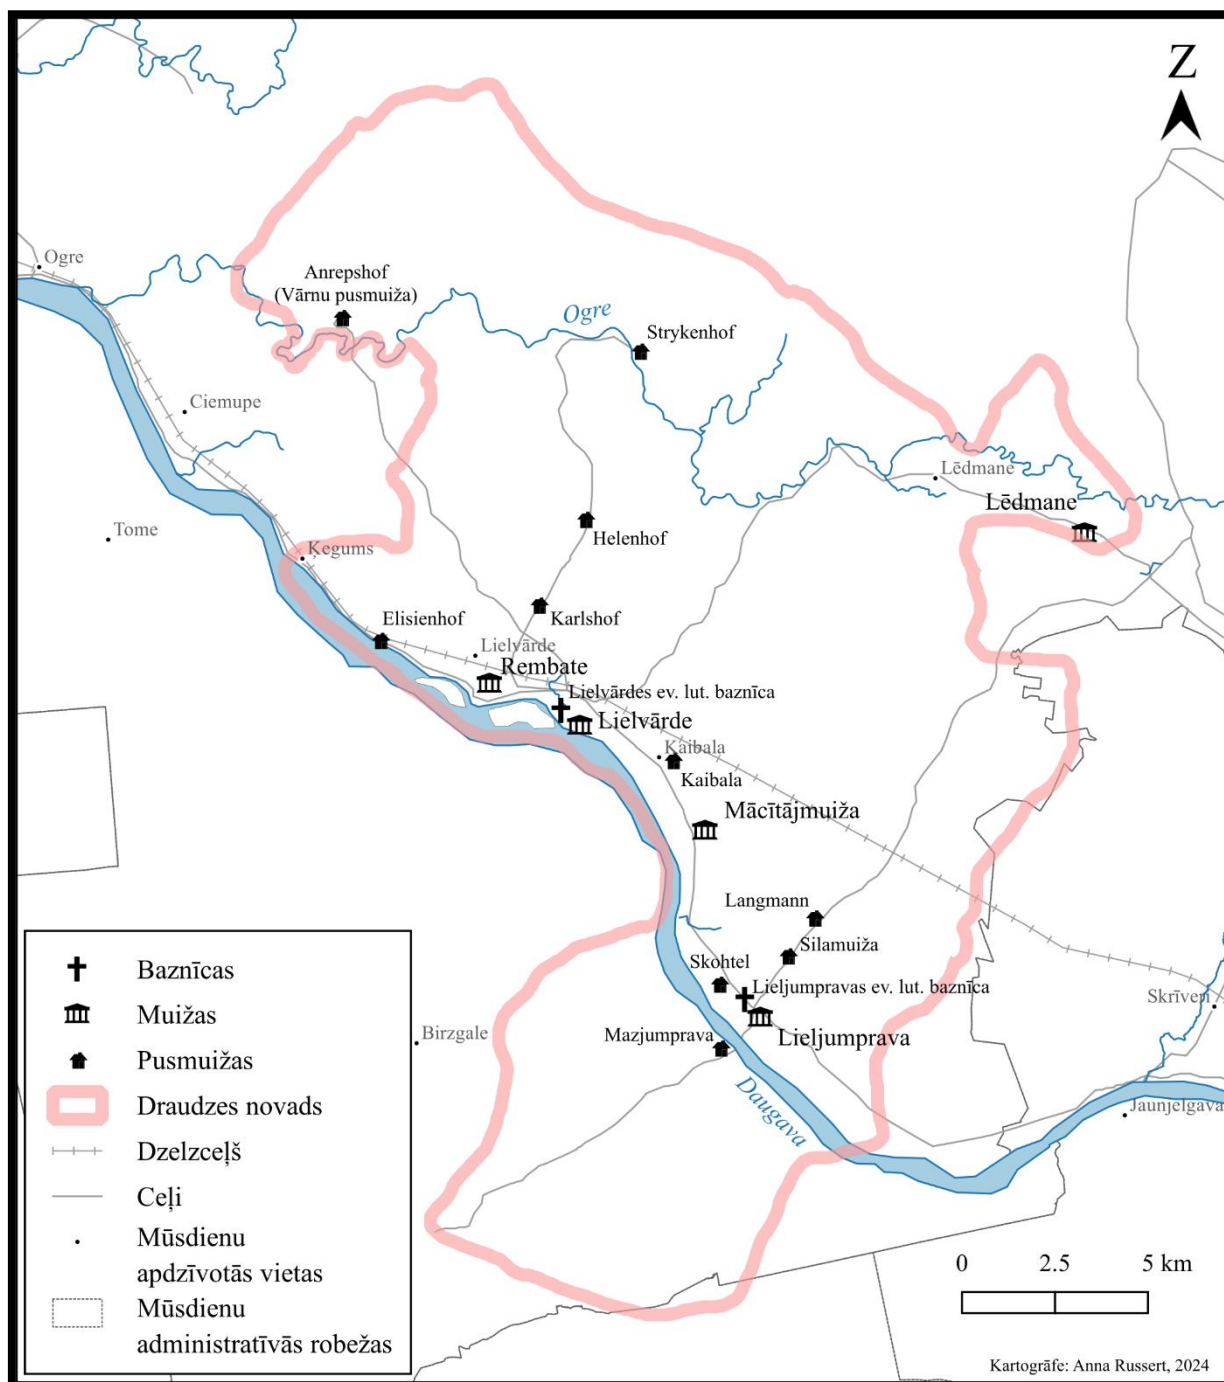 Z
Ogre
Anrepshof
(Vārnu pusmuiža)
Ogre
Strykenhof
Ciemupe
Lēdmane
Lēdmane
Tome
Helenhof
Ķegums
Karlshof
Elisienhof
Lielvārde
Rembate
Lielvārdes ev. lut. baznīca
Lielvārde
Kaibala
Kaibala
Mācītājmuiža
Langmann
Silamuiža
Skohtel
Lieljumpravas ev. lut. baznīca
Skrīveri
Birzgale
Mazjumprava
Lieljumprava
Daugava
Jaunjelgava
Baznīcas
Muižas
Pusmuižas
Draudzes novads
Dzelzceļš
Ceļi
Mūsdienu
apdzīvotās vietas
Mūsdienu
administratīvās robežas
0 2.5 5 km
Kartogrāfe: Anna Russert, 2024